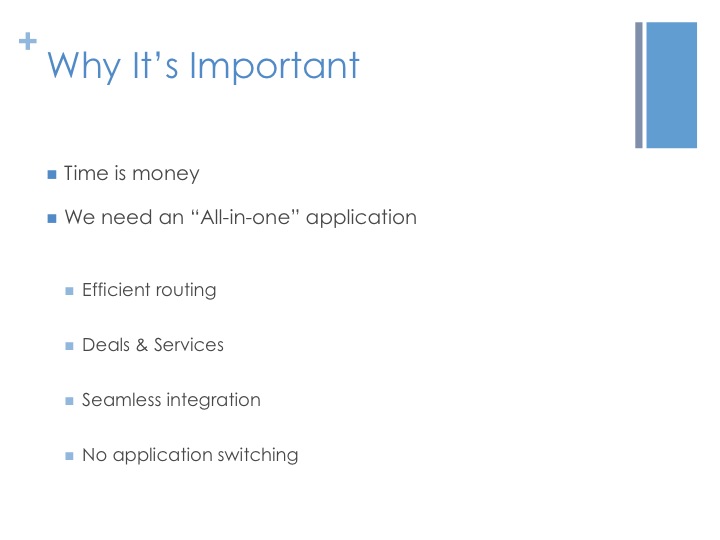 +
Why It’s Important
Time is money
We need an “All-in-one” application
Efficient routing
Deals & Services
Seamless integration
No application switching